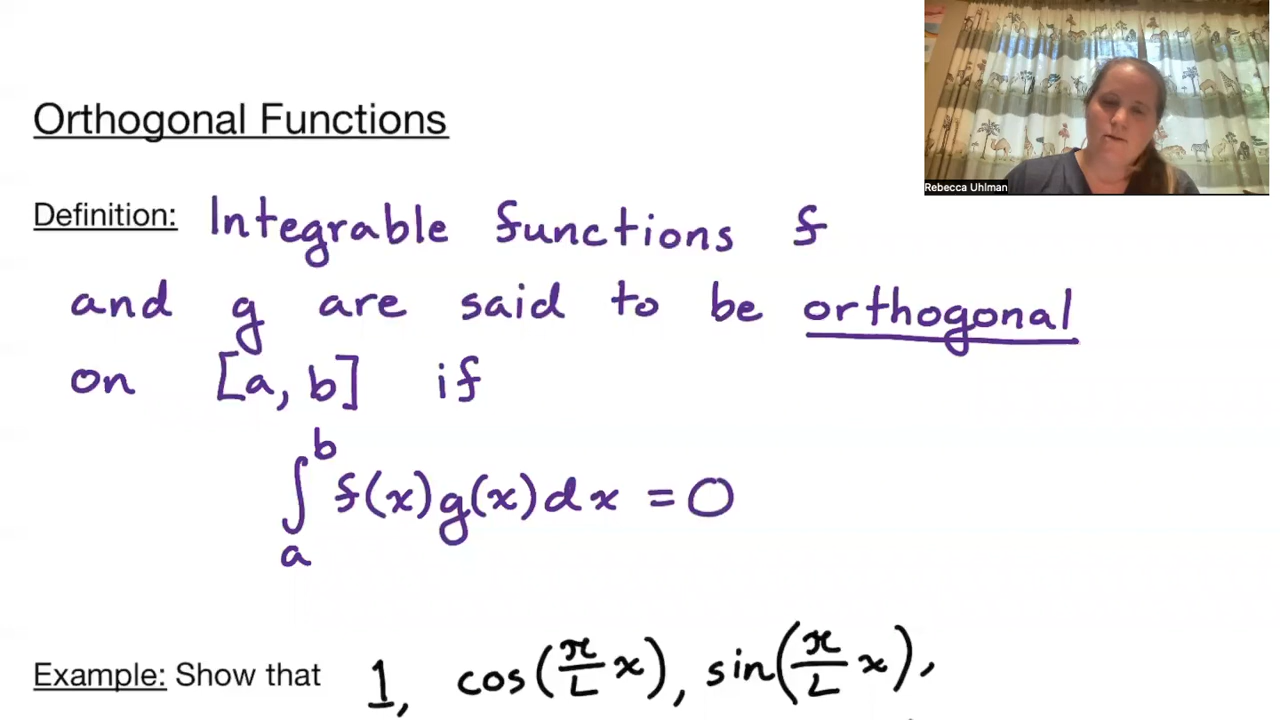 Orthogonal Functions
Rebecca Uhlman
Definition: Integrable functions f
and g are said to be orthogonal
on [a, b] if
∫_a^b f(x)g(x)dx = 0
Example: Show that 1, cos(π/L x), sin(π/L x),